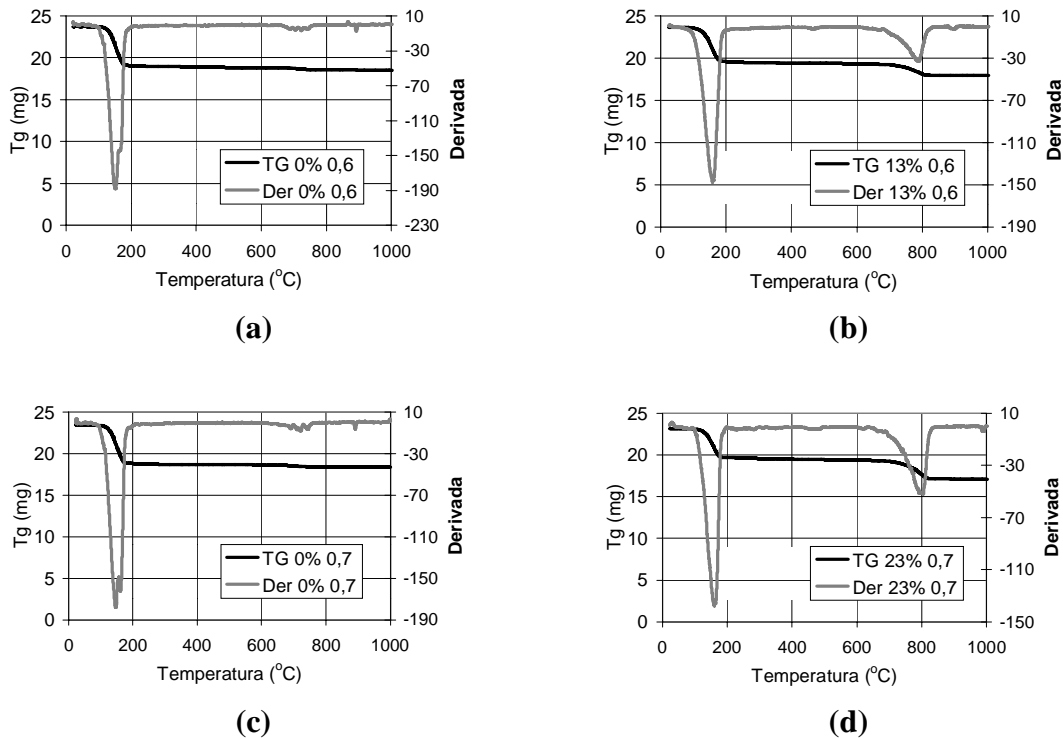 25
20
15
10
5
0
Tg (mg)
10
-30
-70
-110
-150
-190
-230
Derivada
TG 0% 0,6
Der 0% 0,6
0 200 400 600 800 1000
Temperatura (°C)
(a)
25
20
15
10
5
0
Tg (mg)
10
-30
-70
-110
-150
-190
Derivada
TG 13% 0,6
Der 13% 0,6
0 200 400 600 800 1000
Temperatura (°C)
(b)
25
20
15
10
5
0
Tg (mg)
10
-30
-70
-110
-150
-190
Derivada
TG 0% 0,7
Der 0% 0,7
0 200 400 600 800 1000
Temperatura (°C)
(c)
25
20
15
10
5
0
Tg (mg)
10
-30
-70
-110
-150
Derivada
TG 23% 0,7
Der 23% 0,7
0 200 400 600 800 1000
Temperatura (°C)
(d)